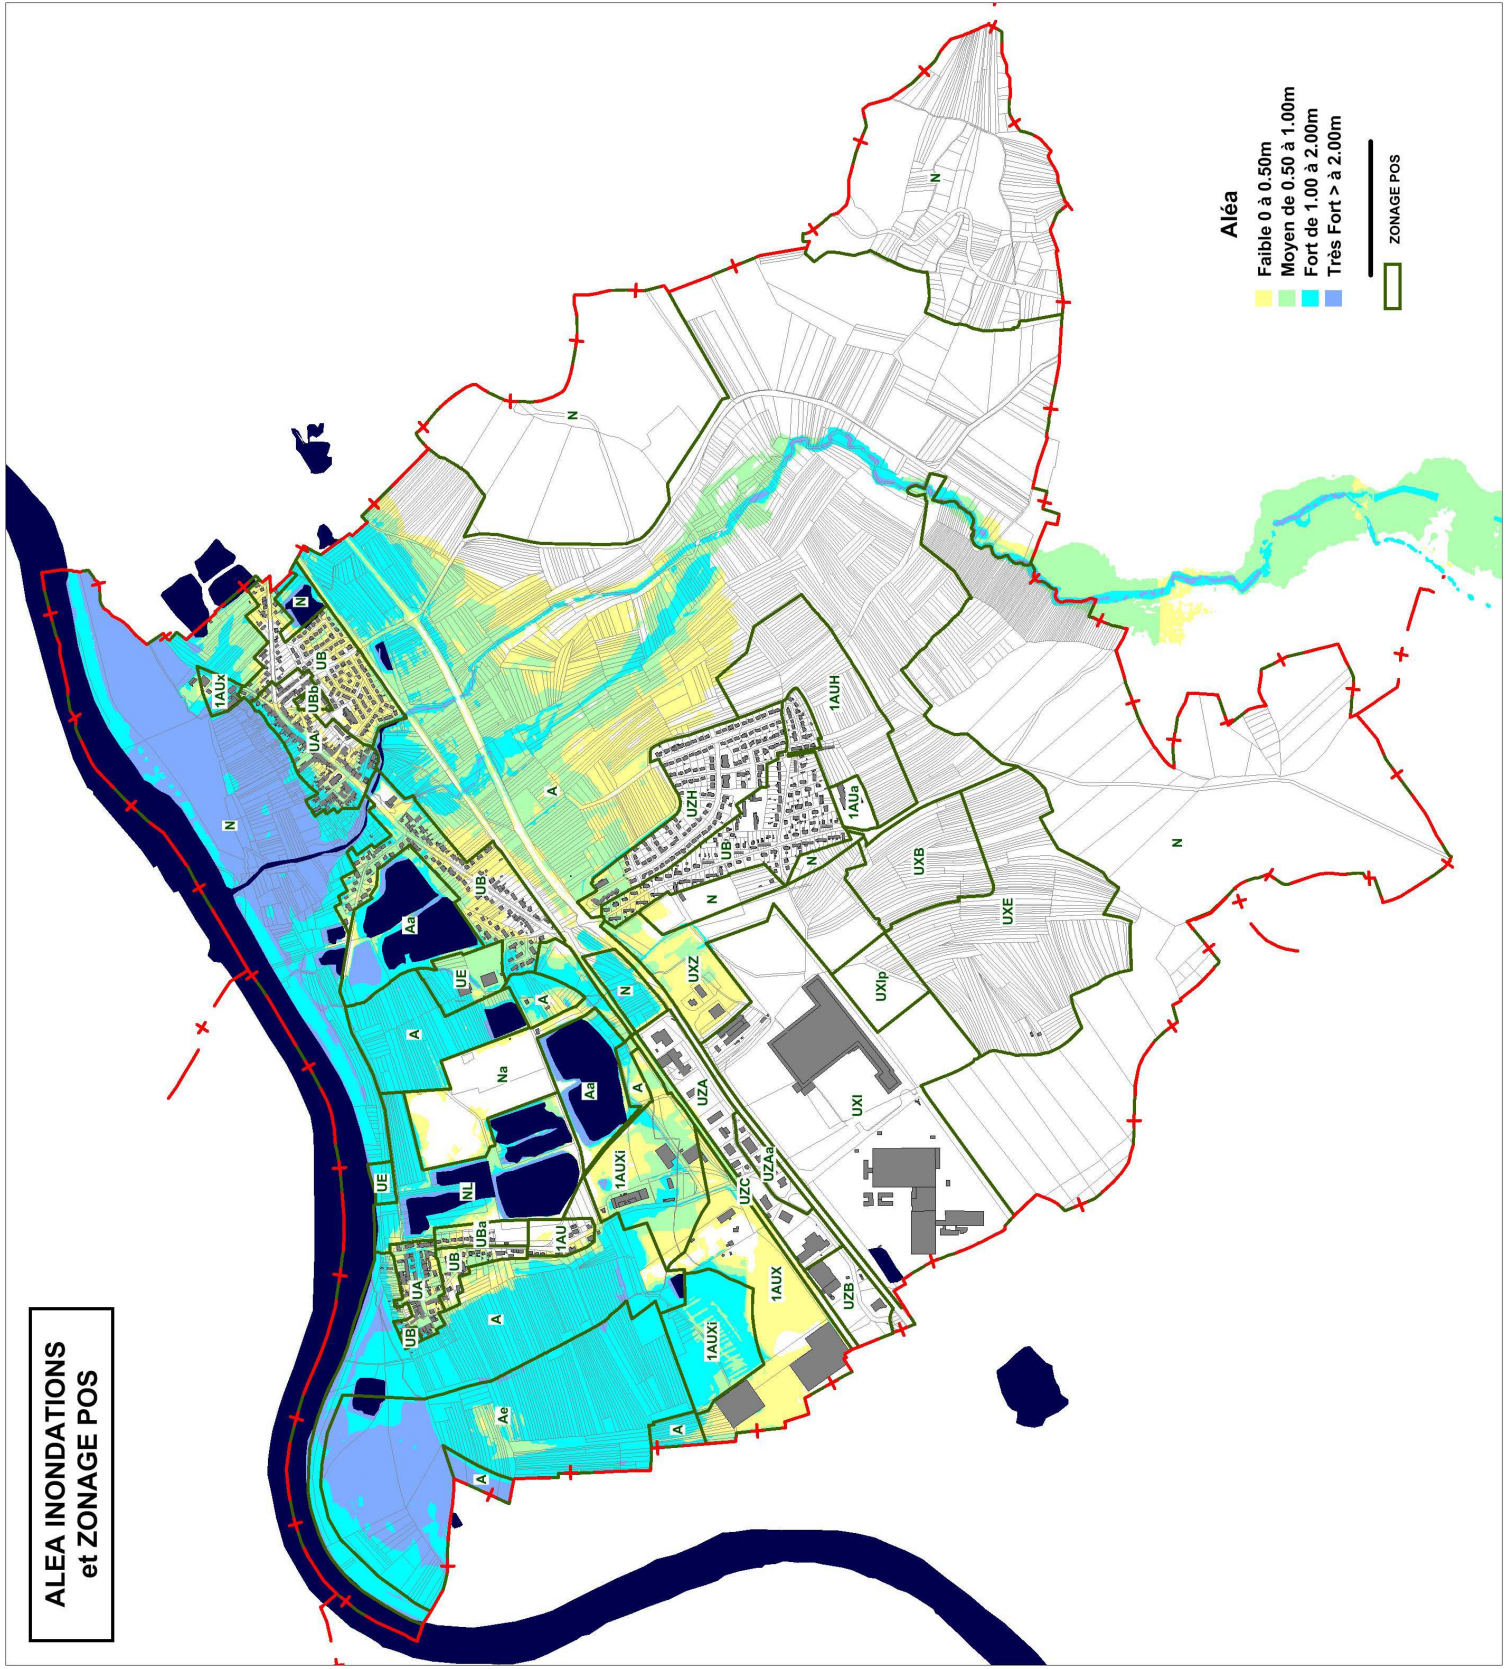 ALEA INONDATIONS
et ZONAGE POS
Aléa
Faible 0 à 0.50m
Moyen de 0.50 à 1.00m
Fort de 1.00 à 2.00m
Très Fort > à 2.00m
ZONAGE POS
N
N
N
UB
UBb
1AUx
UA
N
A
1AUH
UZH
UB
1AUa
N
N
UXB
UXE
N
UB
Aa
UE
A
N
UXZ
UXIp
A
Na
Aa
A
UZA
UXI
UE
NL
1AUXi
UZC
UZAa
UBa
1AU
UB
UA
UB
A
1AUX
UZB
1AUXi
Ae
A
A